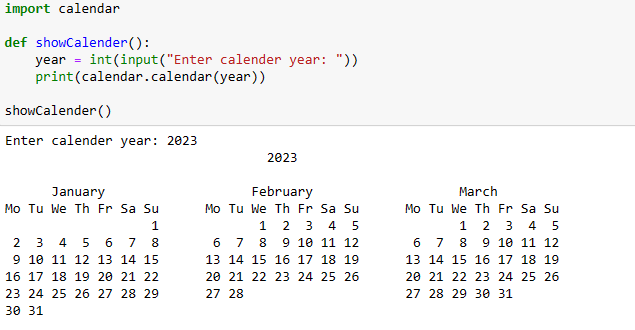 import calendar
def showCalender():
    year = int(input("Enter calender year: "))
    print(calendar.calendar(year))
showCalender()
Enter calender year: 2023
                                  2023
      January                   February                   March
Mo Tu We Th Fr Sa Su      Mo Tu We Th Fr Sa Su      Mo Tu We Th Fr Sa Su
                   1             1  2  3  4  5             1  2  3  4  5
 2  3  4  5  6  7  8       6  7  8  9 10 11 12       6  7  8  9 10 11 12
 9 10 11 12 13 14 15      13 14 15 16 17 18 19      13 14 15 16 17 18 19
16 17 18 19 20 21 22      20 21 22 23 24 25 26      20 21 22 23 24 25 26
23 24 25 26 27 28 29      27 28                     27 28 29 30 31
30 31